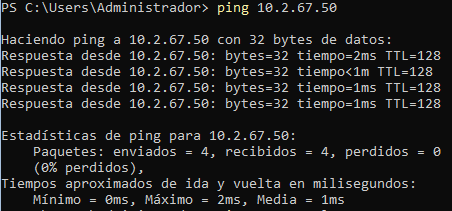 PS C:\Users\Administrador> ping 10.2.67.50
Haciendo ping a 10.2.67.50 con 32 bytes de datos:
Respuesta desde 10.2.67.50: bytes=32 tiempo=2ms TTL=128
Respuesta desde 10.2.67.50: bytes=32 tiempo<1m TTL=128
Respuesta desde 10.2.67.50: bytes=32 tiempo=1ms TTL=128
Respuesta desde 10.2.67.50: bytes=32 tiempo=1ms TTL=128
Estadísticas de ping para 10.2.67.50:
Paquetes: enviados = 4, recibidos = 4, perdidos = 0
(0% perdidos),
Tiempos aproximados de ida y vuelta en milisegundos:
Mínimo = 0ms, Máximo = 2ms, Media = 1ms